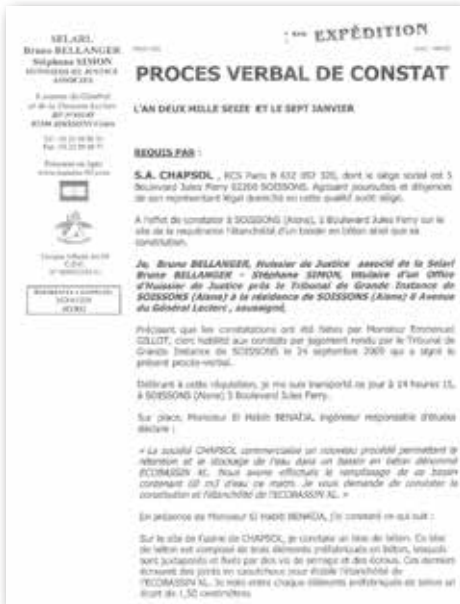 SELARL
Bruno BELLANGER
Stéphane SIMON
HUISSIERS DE JUSTICE
ASSOCIES
EXPÉDITION
PROCES VERBAL DE CONSTAT
L'AN DEUX MILLE SEIZE ET LE SEPT JANVIER
REQUIS PAR :
S.A. CHAPSOL , RCS Paris B 632 dont le siège social est 5
Boulevard Jules Ferry 02200 SOISSONS. Agissant poursuites et diligences
de son représentant légal domicilié en cette qualité audit siège.
A l'effet de constater à SOISSONS (Aisne), 5 Boulevard Jules Ferry sur le
site de la requérante l'étanchéité d'un bassin en béton ainsi que sa
constitution.
Je, Bruno BELLANGER, Huissier de Justice associé de la Selarl
Bruno BELLANGER - Stéphane SIMON, titulaire d'un Office
d'Huissier de Justice près le Tribunal de Grande Instance de
SOISSONS (Aisne) à la résidence de SOISSONS (Aisne) 6 Avenue
du Général Leclerc, soussigné,
Précisant que les constatations ont été faites par Monsieur Emmanuel
GILLOT, clerc habilité aux constats par jugement rendu par le Tribunal de
Grande Instance de SOISSONS le 24 septembre 2009 qui a signé le
présent procès-verbal.
Déférant à cette réquisition, je me suis transporté ce jour à 14 heures 15,
à SOISSONS (Aisne) 5 Boulevard Jules Ferry.
Sur place, Monsieur El Habib BENAÏDA, ingénieur responsable d'études
déclare :
« La société CHAPSOL commercialise un nouveau procédé permettant la
rétention et le stockage de l'eau dans un bassin en béton dénommé
ECOBASSIN XL. Nous avons effectué le remplissage de ce bassin
contenant 60 m3 d'eau ce matin. Je vous demande de constater la
constitution et l'étanchéité de l'ECOBASSIN XL. »
En présence de Monsieur El Habib BENAÏDA, j'ai constaté ce qui suit :
Sur le site de l'usine de CHAPSOL, je constate un bloc de béton. Ce bloc
de béton est composé de trois éléments préfabriqués en béton, lesquels
sont juxtaposés et fixés par des vis de serrage et des écrous. Ces derniers
écrasent des joints en caoutchouc pour établir l'étanchéité de
l'ECOBASSIN XL. Je note entre chaque éléments préfabriqués de béton un
écart de 1,50 centimètres.